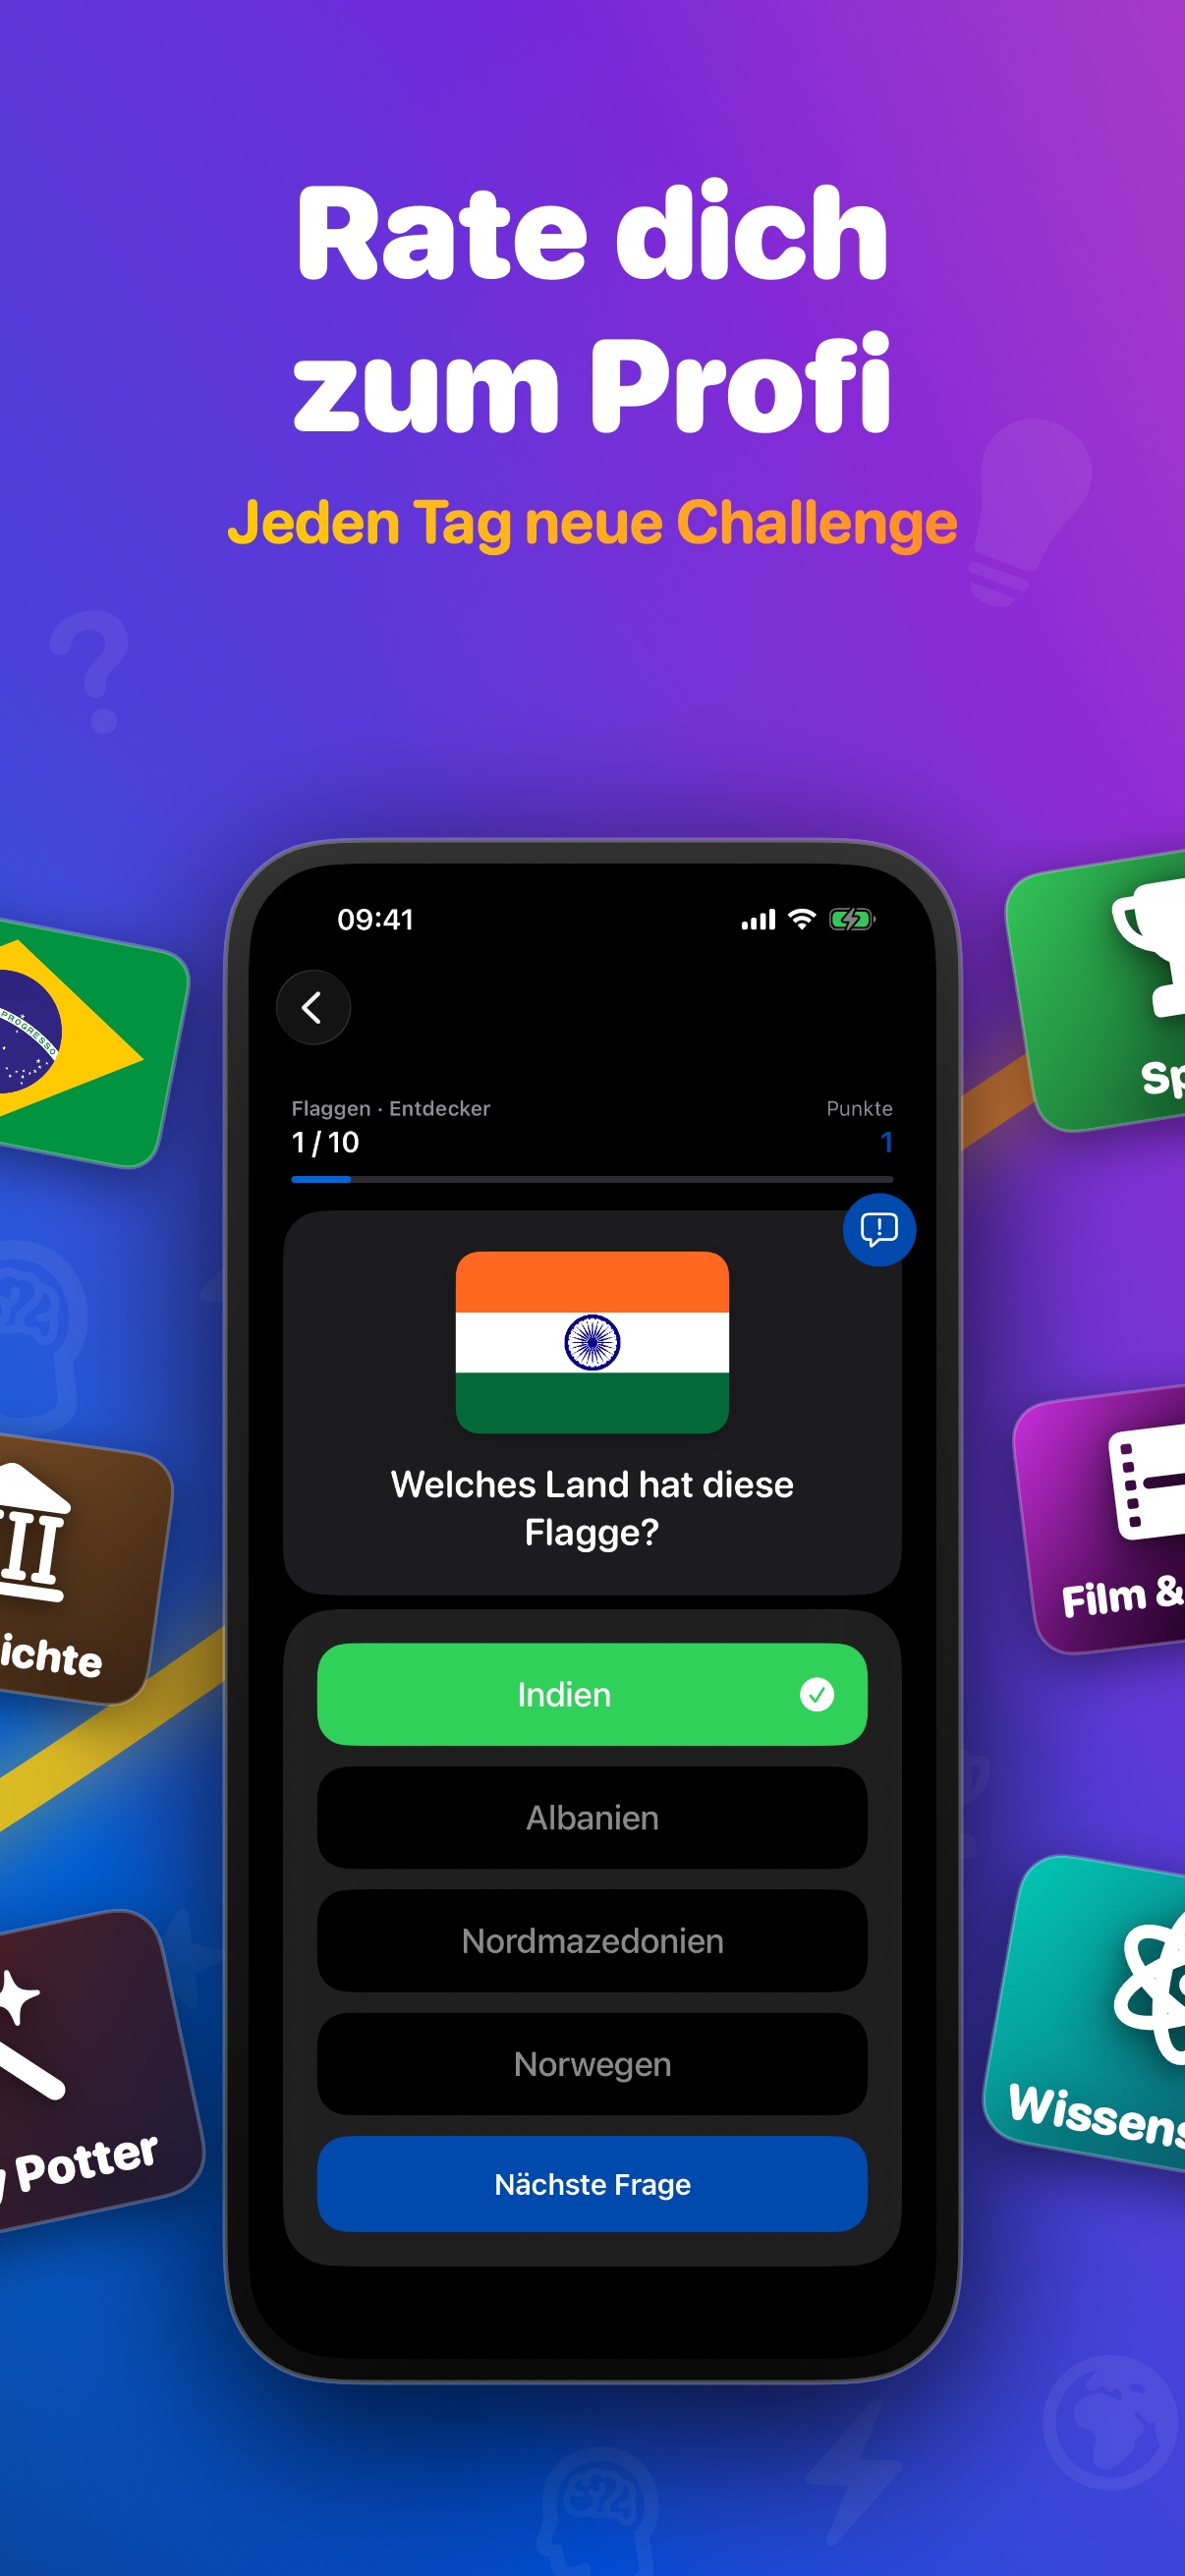 Rate dich
zum Profi
Jeden Tag neue Challenge
09:41
Flaggen · Entdecker
Punkte
1 / 10
1
Welches Land hat diese
Flagge?
Indien
Albanien
Nordmazedonien
Norwegen
Nächste Frage
PROGRESSO
ichte
Potter
Sp
Film &
Wissens